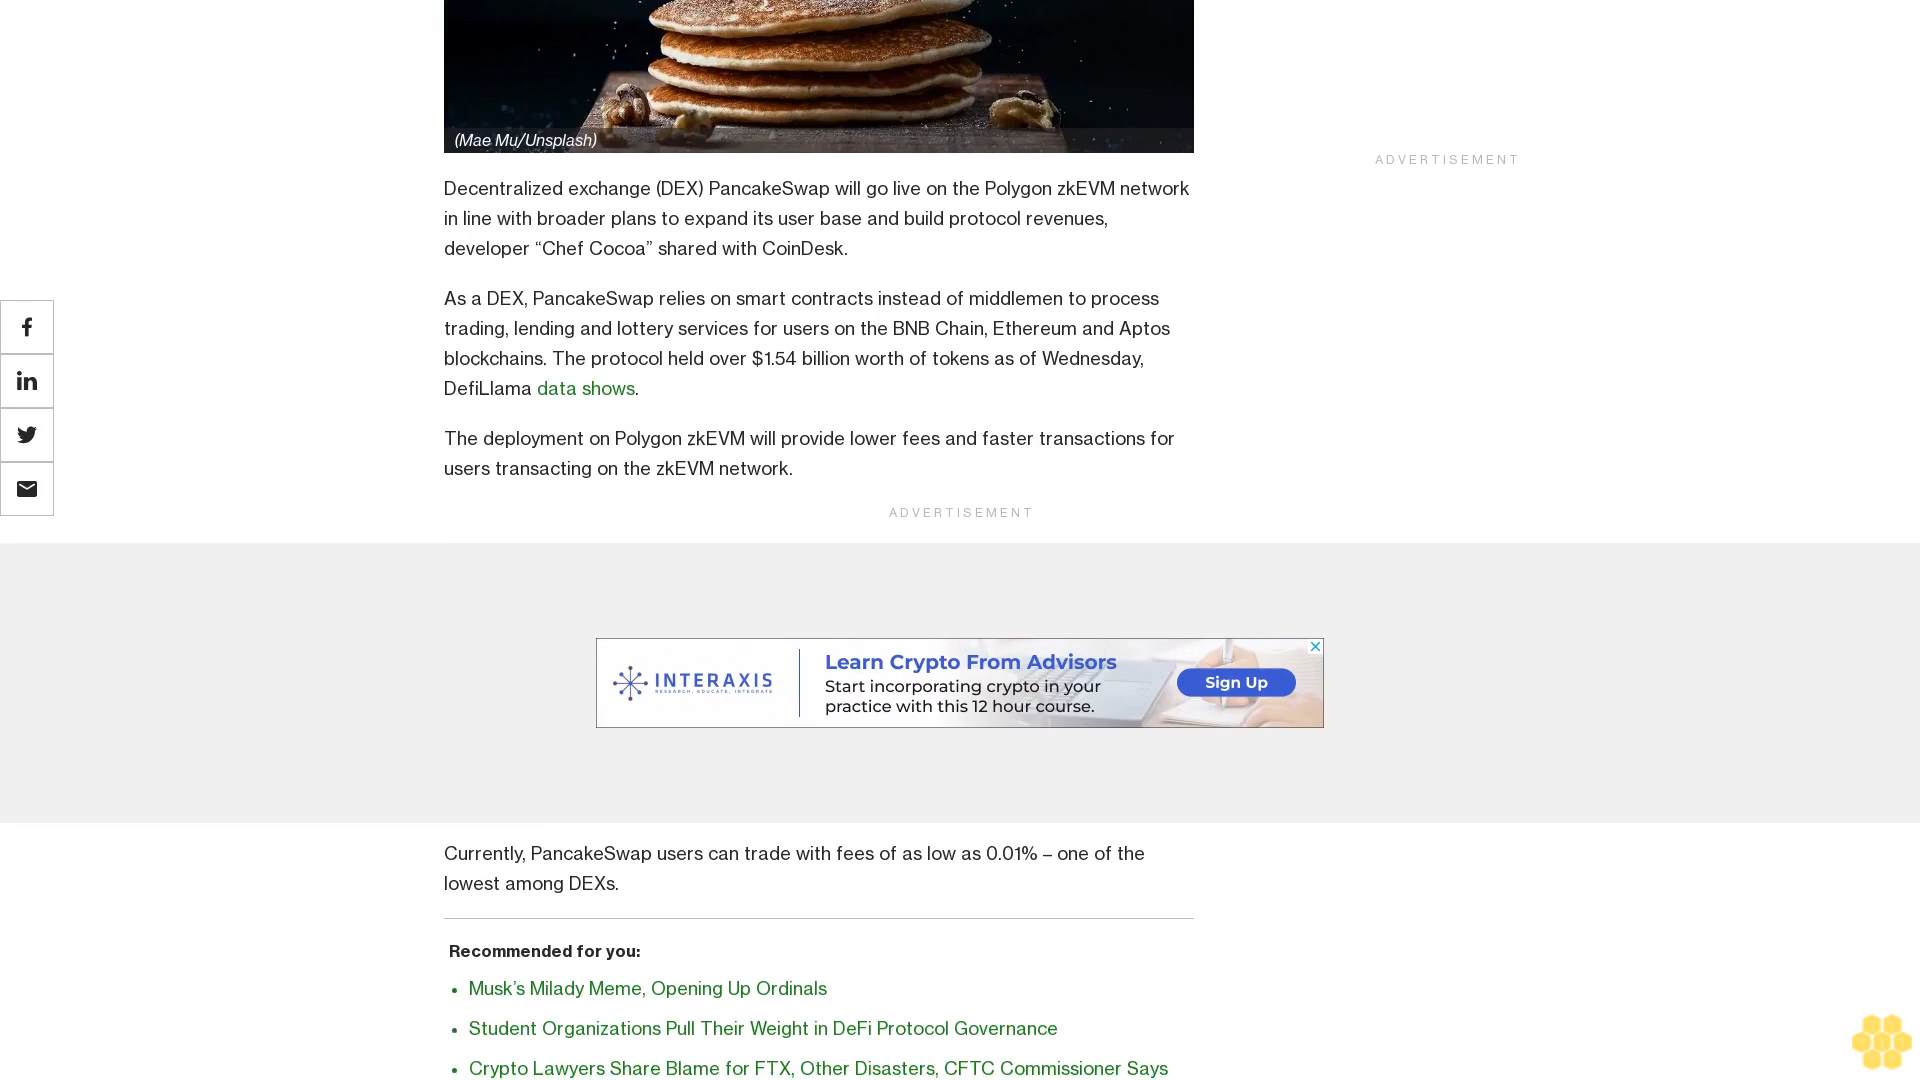 (Mae Mu/Unsplash)
ADVERTISEMENT
Decentralized exchange (DEX) PancakeSwap will go live on the Polygon zkEVM network
in line with broader plans to expand its user base and build protocol revenues,
developer “Chef Cocoa” shared with CoinDesk.
As a DEX, PancakeSwap relies on smart contracts instead of middlemen to process
trading, lending and lottery services for users on the BNB Chain, Ethereum and Aptos
blockchains. The protocol held over $1.54 billion worth of tokens as of Wednesday,
DefiLlama data shows.
The deployment on Polygon zkEVM will provide lower fees and faster transactions for
users transacting on the zkEVM network.
ADVERTISEMENT
INTERAXIS
RESEARCH, EDUCATE, INTEGRATE
Learn Crypto From Advisors
Start incorporating crypto in your
practice with this 12 hour course.
Sign Up
Currently, PancakeSwap users can trade with fees of as low as 0.01% – one of the
lowest among DEXs.
Recommended for you:
• Musk’s Milady Meme, Opening Up Ordinals
• Student Organizations Pull Their Weight in DeFi Protocol Governance
• Crypto Lawyers Share Blame for FTX, Other Disasters, CFTC Commissioner Says